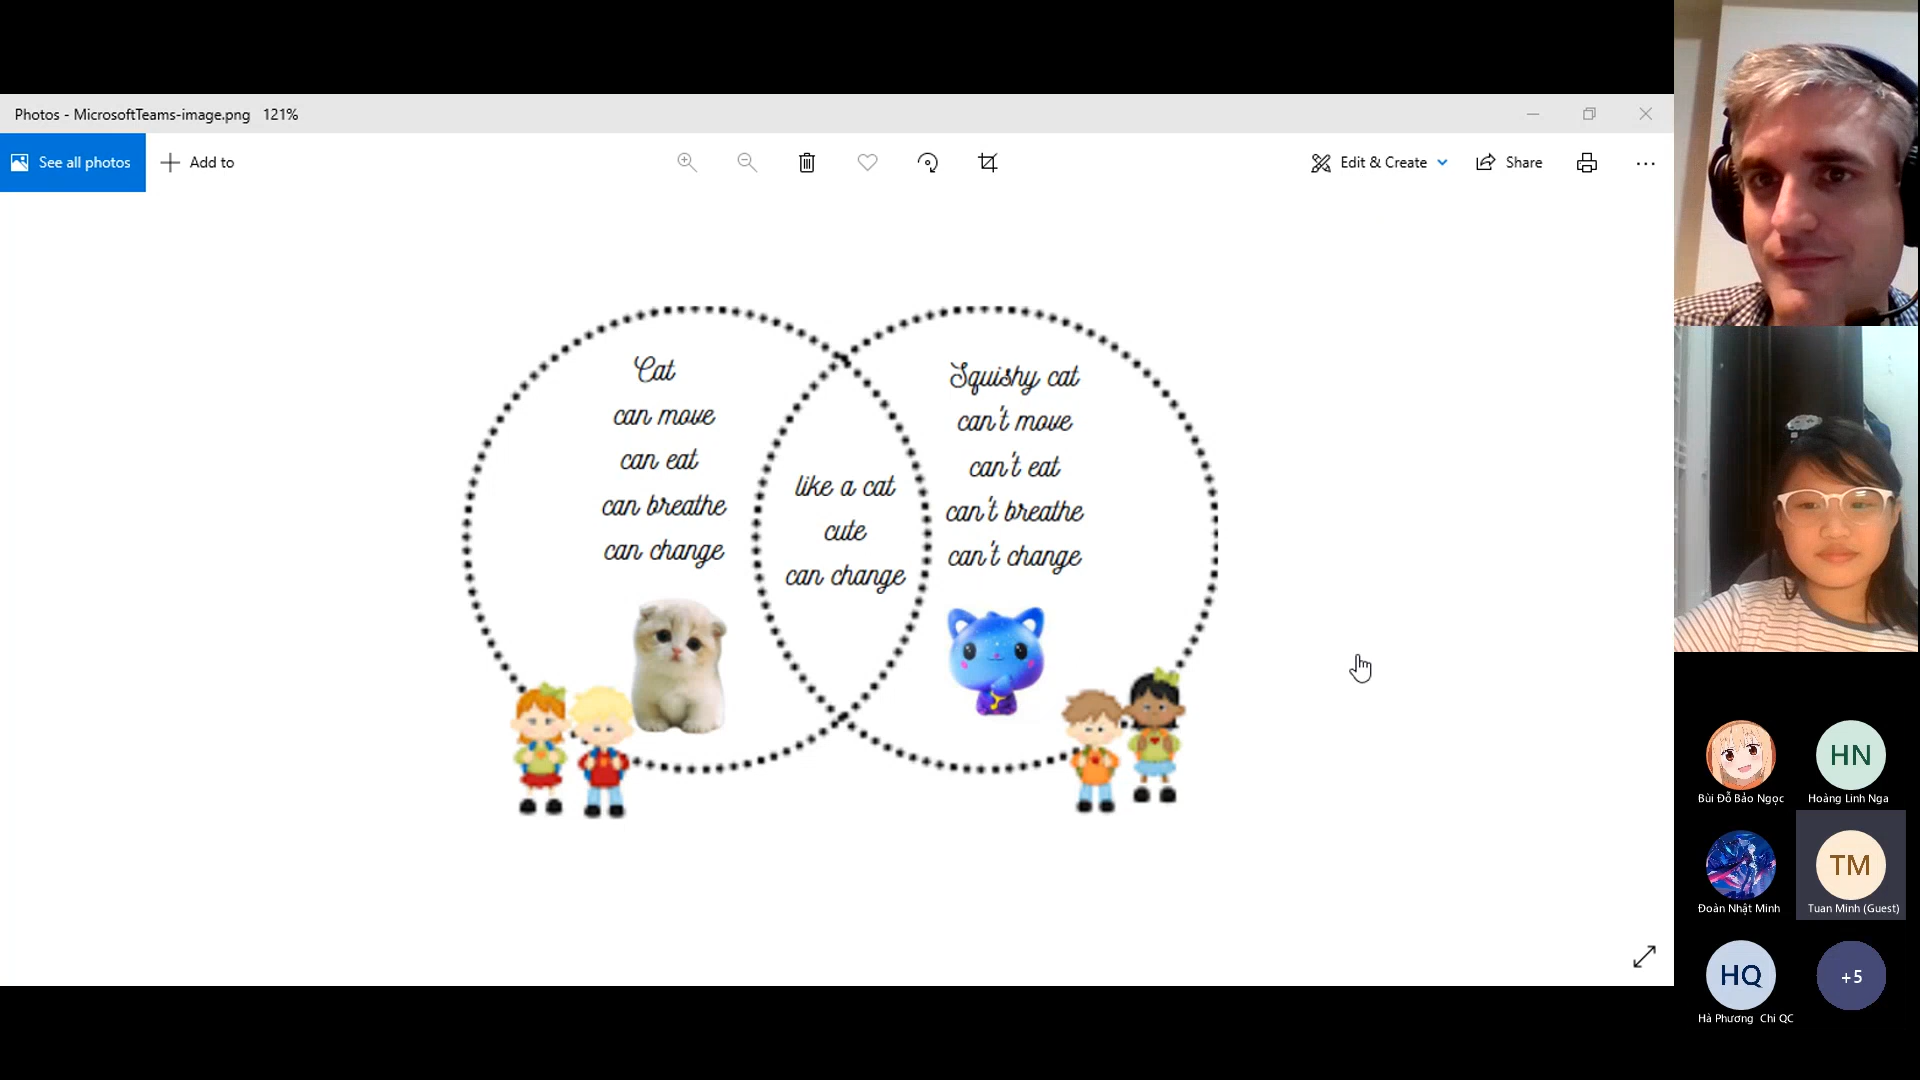 Photos - MicrosoftTeams-image.png 121%
See all photos
Add to
Edit & Create
Share
Cat
can move
can eat
can breathe
can change
like a cat
cute
can change
Squishy cat
can't move
can't eat
can't breathe
can't change
Bùi Đỗ Bảo Ngọc
HN
Hoàng Linh Nga
Đoàn Nhật Minh
TM
Tuan Minh (Guest)
HQ
Hà Phương Chi QC
+5